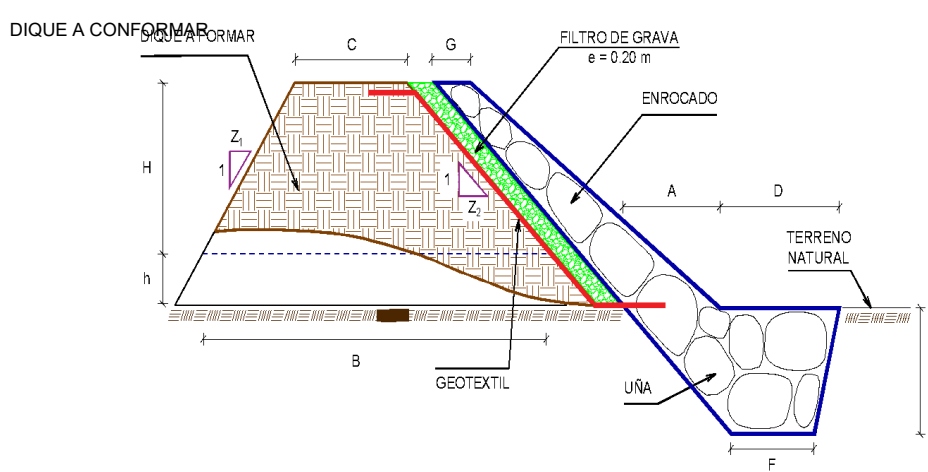 DIQUE A CONFORMAR
DIQUE A FORMAR
C
G
FILTRO DE GRAVA
e = 0.20 m
ENROCADO
Z1
1
H
1
Z2
A
D
TERRENO
NATURAL
h
B
GEOTEXTIL
UÑA
F